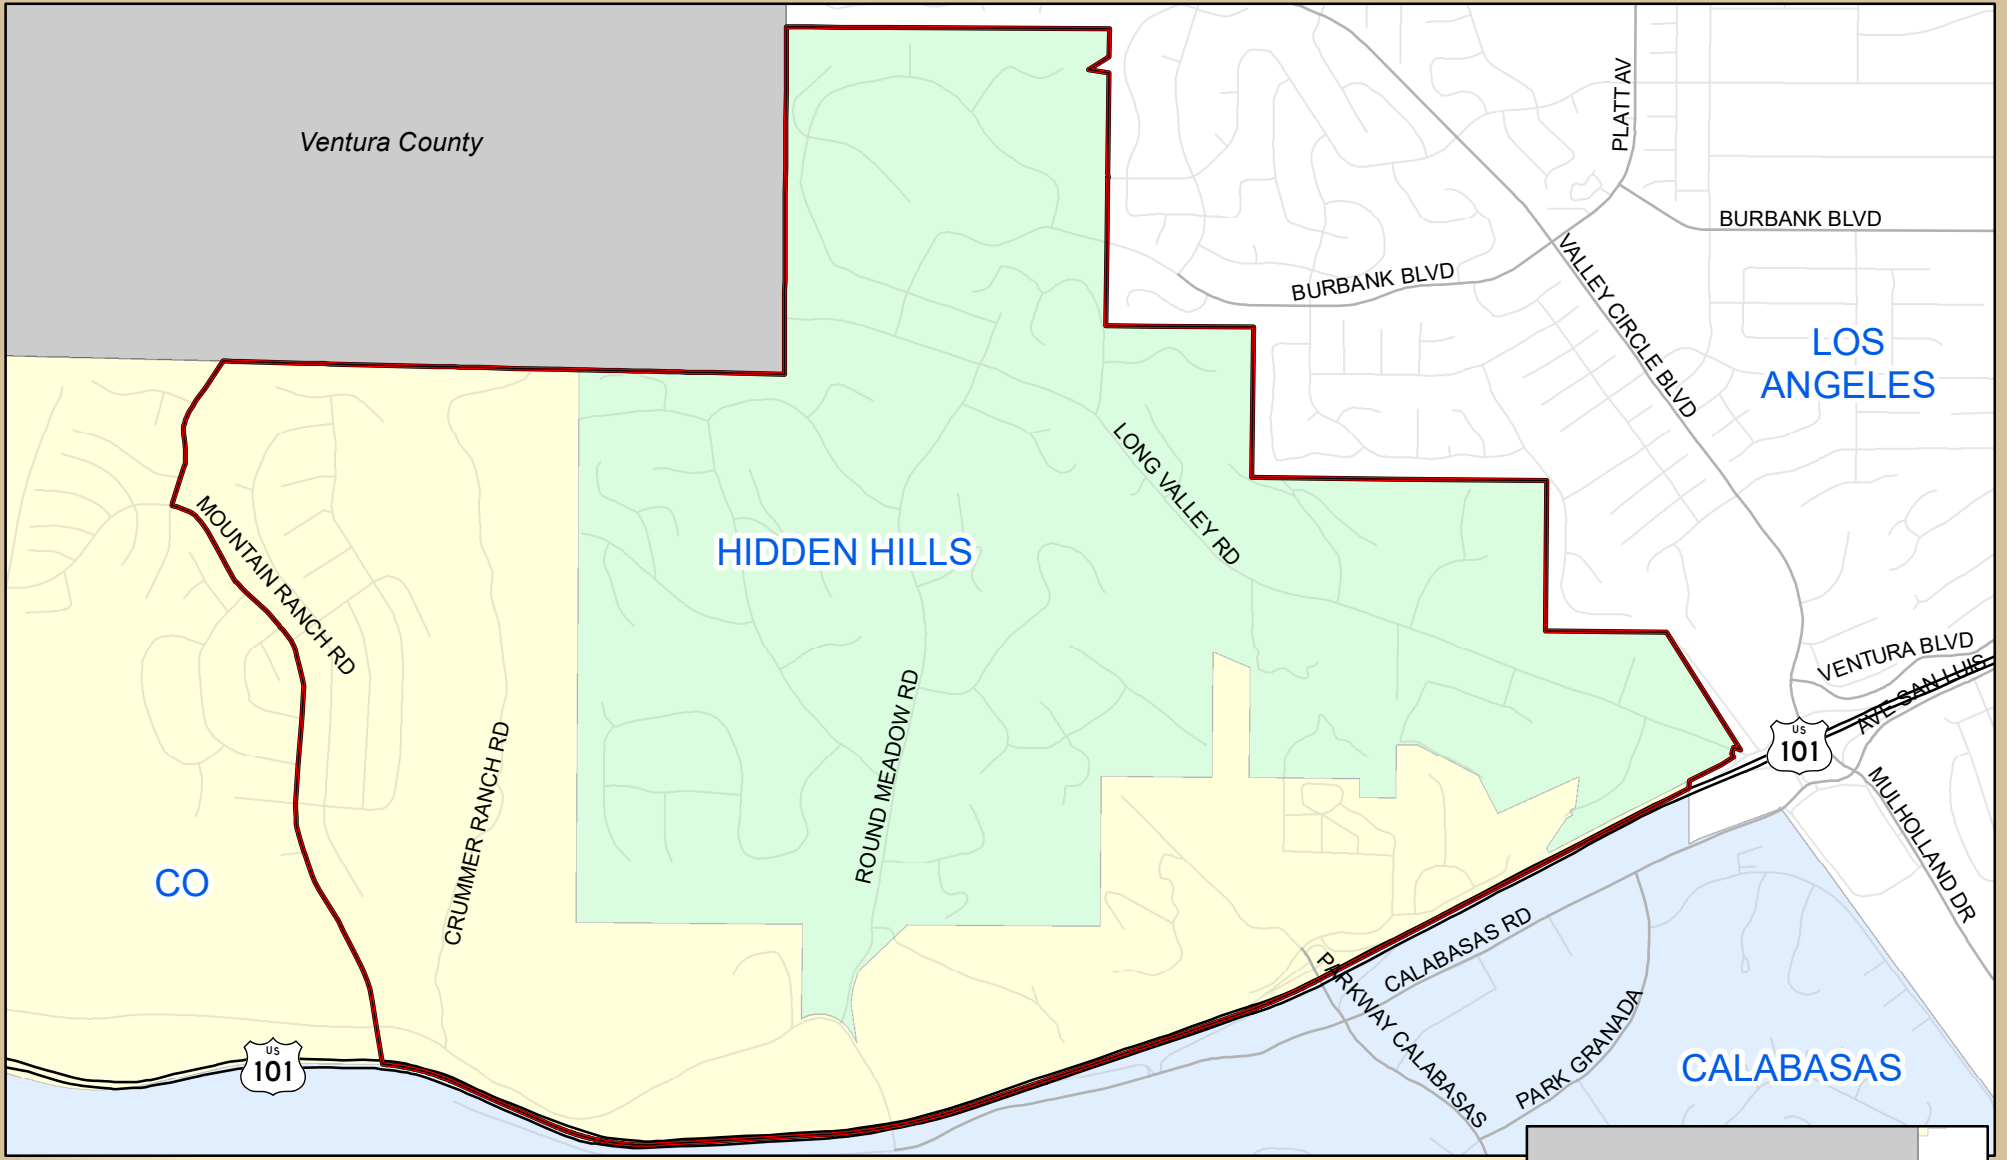 Ventura County
PLATT AV
BURBANK BLVD
BURBANK BLVD
VALLEY CIRCLE BLVD
LOS
ANGELES
LONG VALLEY RD
MOUNTAIN RANCH RD
HIDDEN HILLS
VENTURA BLVD
AVE SAN LUIS
US
101
ROUND MEADOW RD
CRUMMER RANCH RD
MULHOLLAND DR
CO
CALABASAS RD
PARKWAY CALABASAS
PARK GRANADA
US
101
CALABASAS